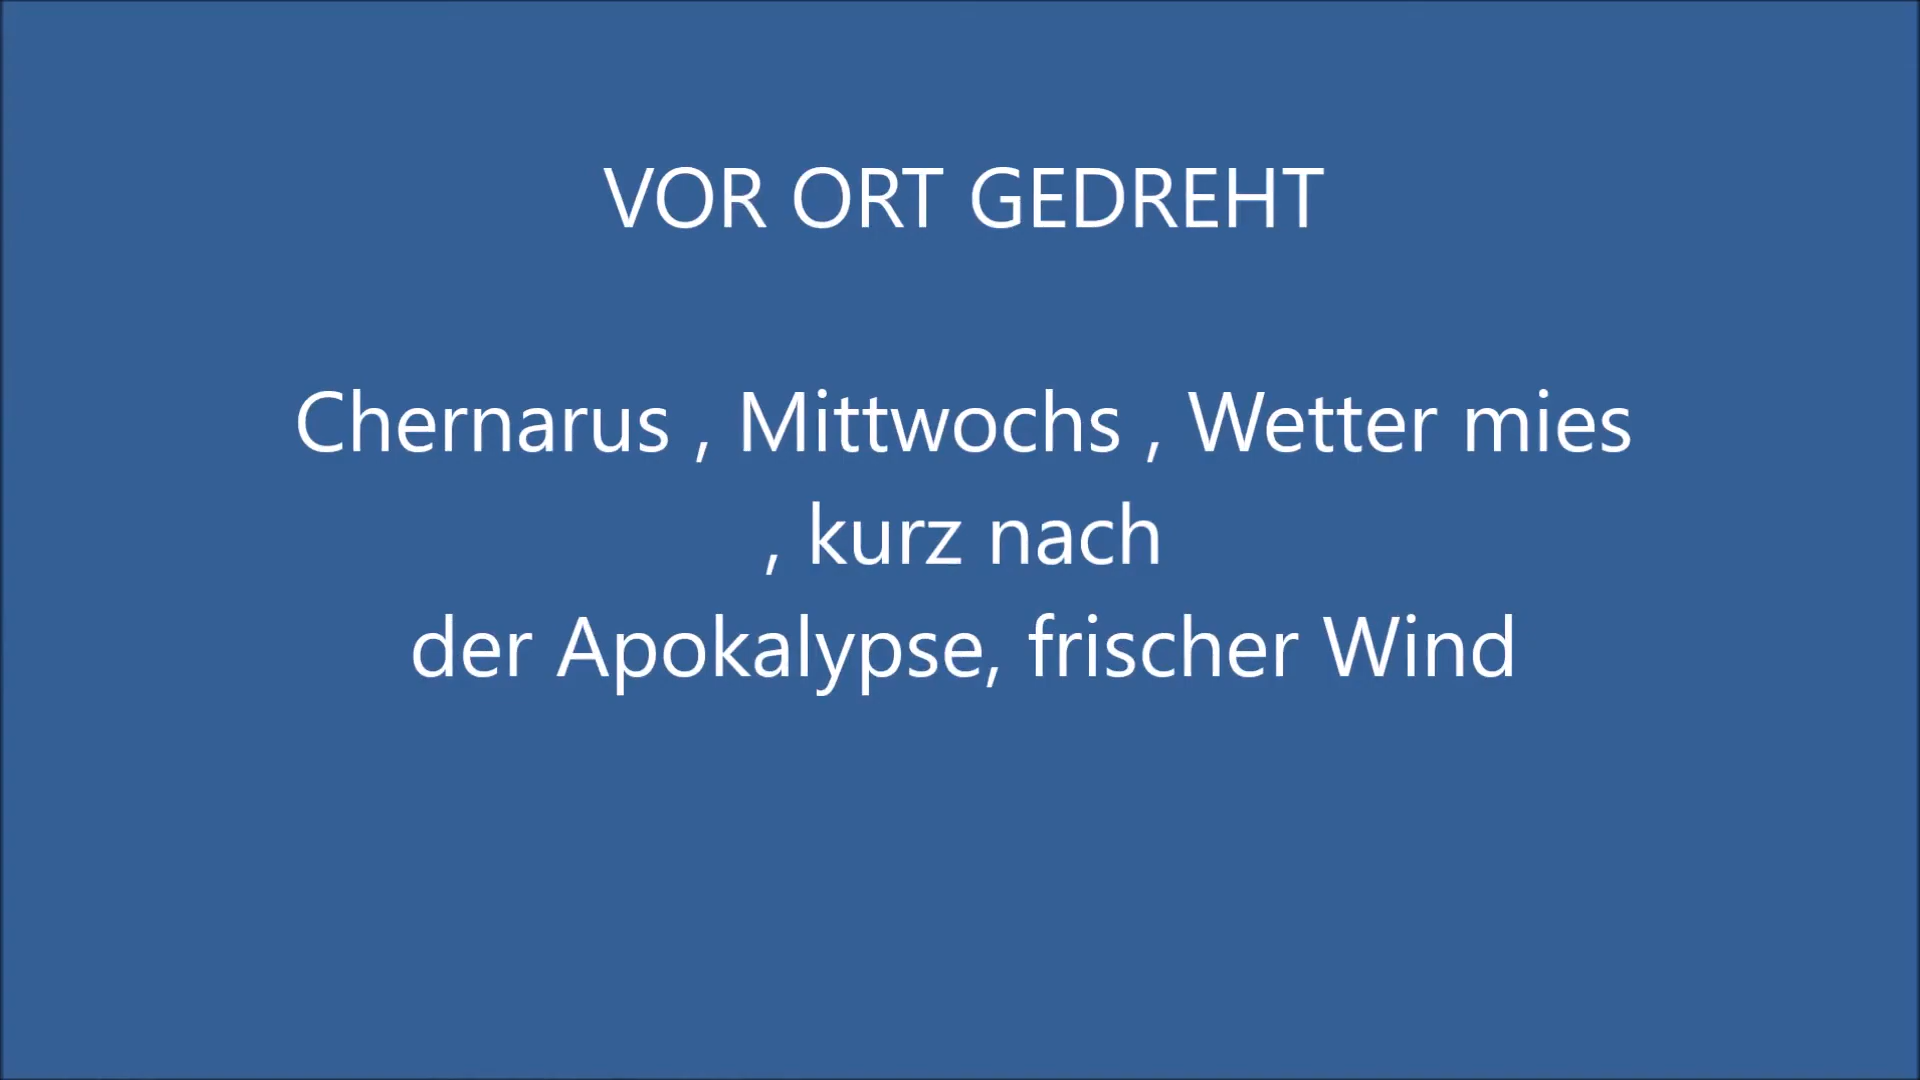 VOR ORT GEDREHT
Chernarus , Mittwochs , Wetter mies
, kurz nach
der Apokalypse, frischer Wind